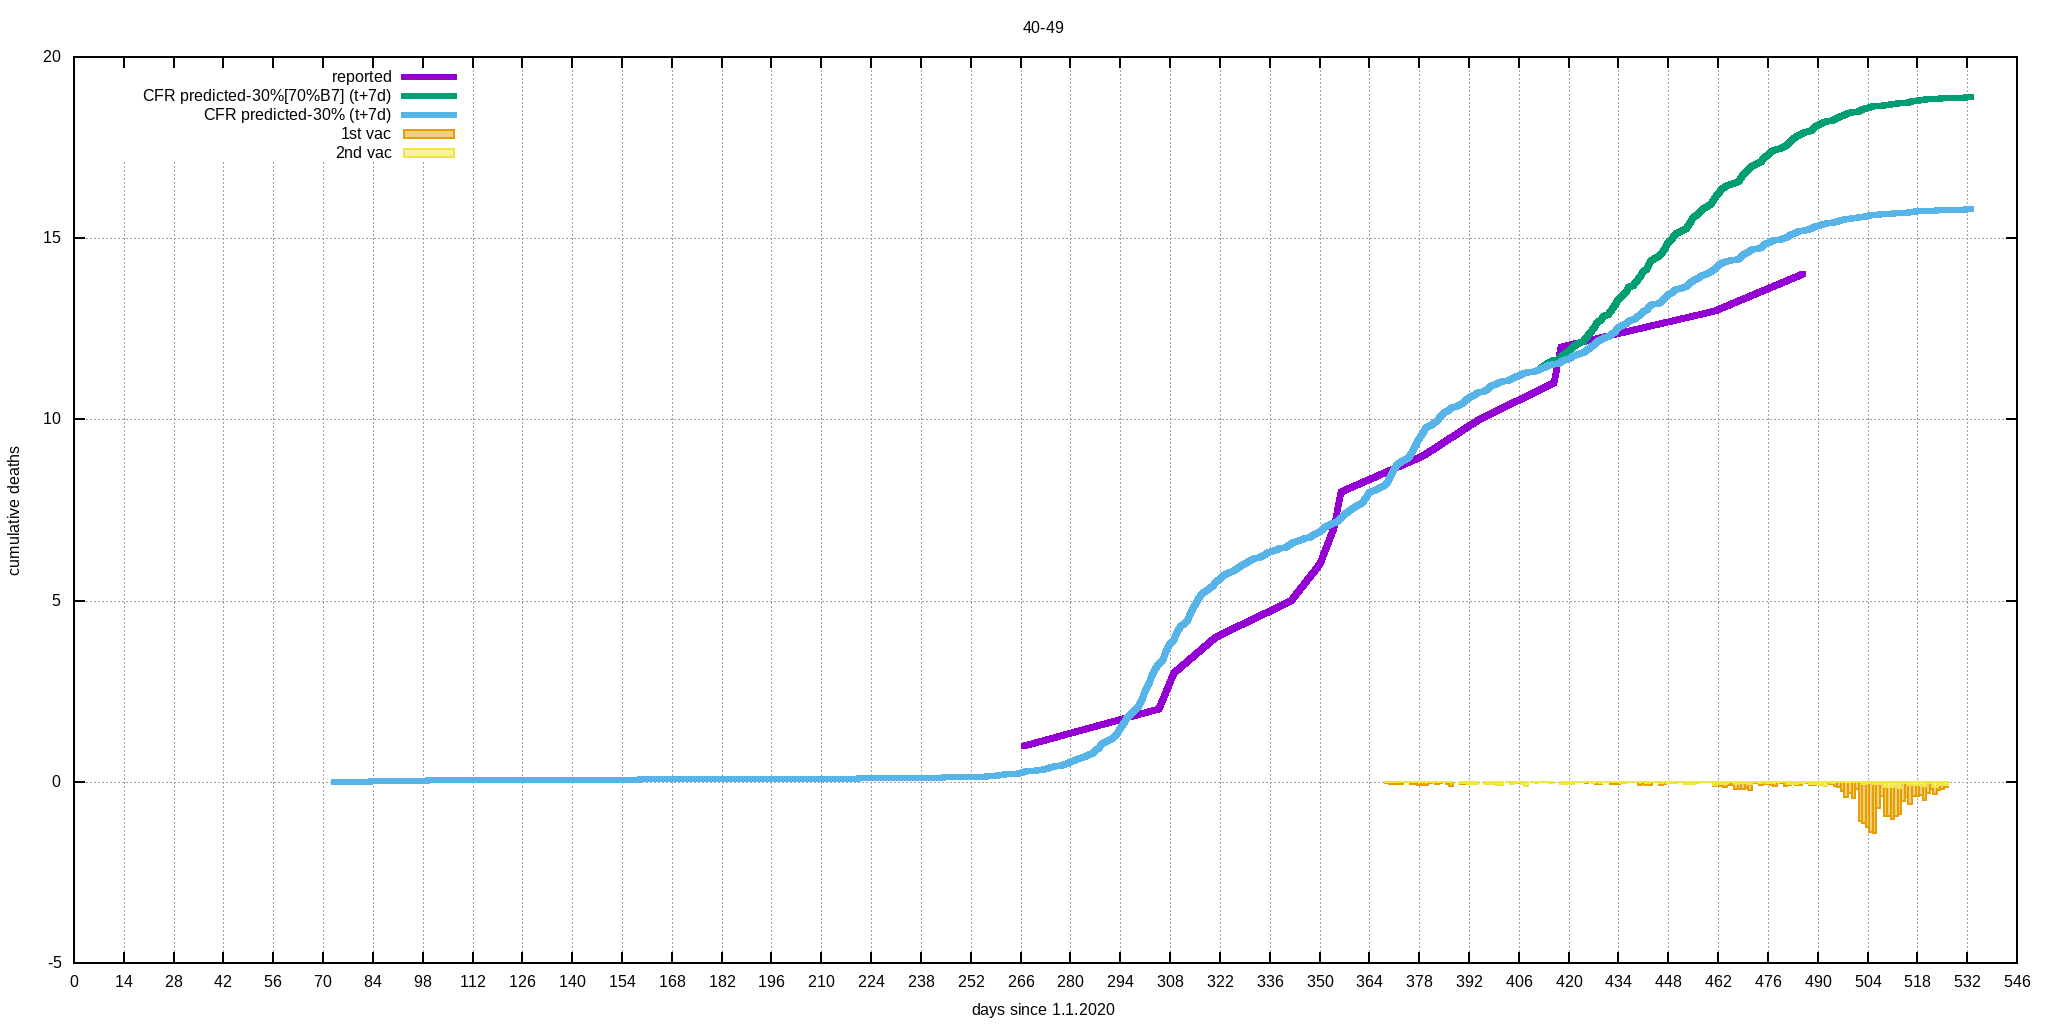 40-49
20
15
10
5
0
-5
cumulative deaths
reported
CFR predicted-30%[70%B7] (t+7d)
CFR predicted-30% (t+7d)
1st vac
2nd vac
0 14 28 42 56 70 84 98 112 126 140 154 168 182 196 210 224 238 252 266 280 294 308 322 336 350 364 378 392 406 420 434 448 462 476 490 504 518 532 546
days since 1.1.2020